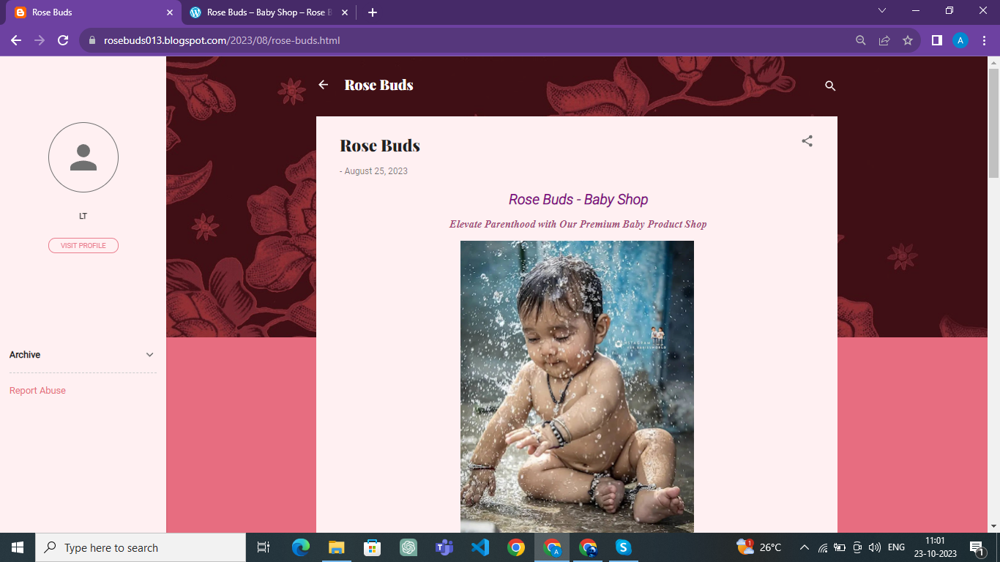 Rose Buds
Rose Buds – Baby Shop – Rose B
rosebuds013.blogspot.com/2023/08/rose-buds.html
A
Rose Buds
LT
VISIT PROFILE
Archive
Report Abuse
Rose Buds
- August 25, 2023
Rose Buds - Baby Shop
Elevate Parenthood with Our Premium Baby Product Shop
Type here to search
A
S
1
26°C
ENG
11:01
23-10-2023
1